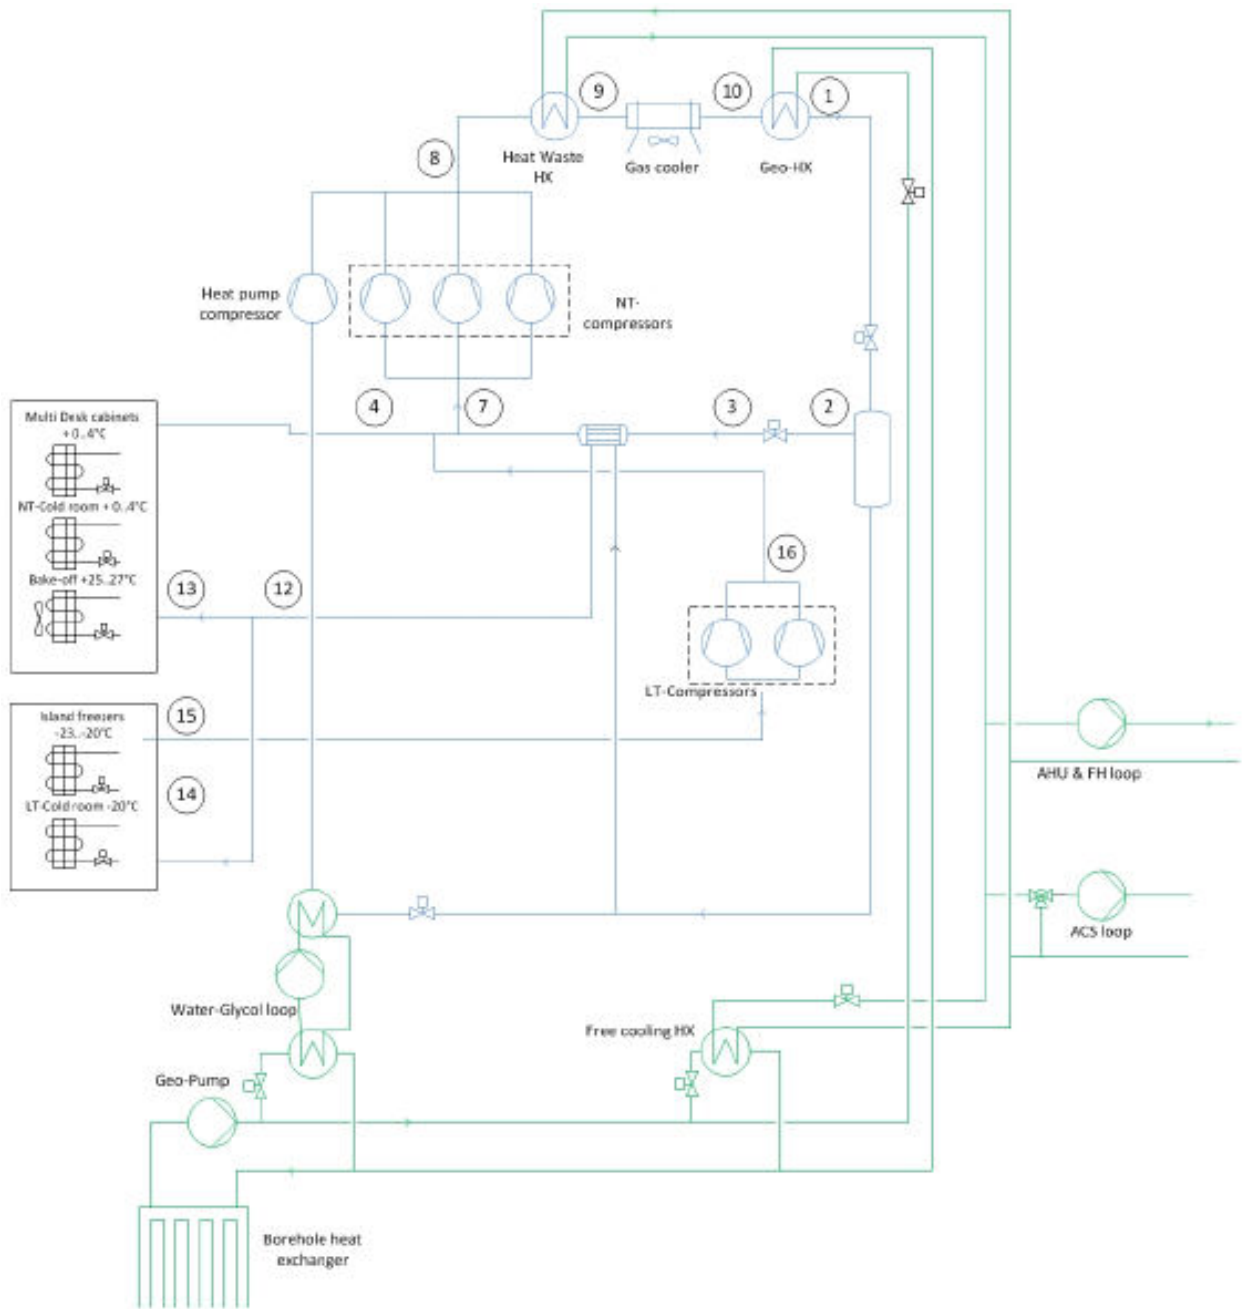 9
10
1
Heat Waste
HX
Gas cooler
Geo-HX
8
Heat pump
compressor
NT-
compressors
4
7
3
2
Multi Desk cabinets
+ 0..4°C
NT-Cold room + 0..4°C
Bake-off +25..27°C
13
12
16
LT-Compressors
Island freezers
-23..-20°C
15
LT-Cold room -20°C
14
AHU & FH loop
ACS loop
Water-Glycol loop
Free cooling HX
Geo-Pump
Borehole heat
exchanger